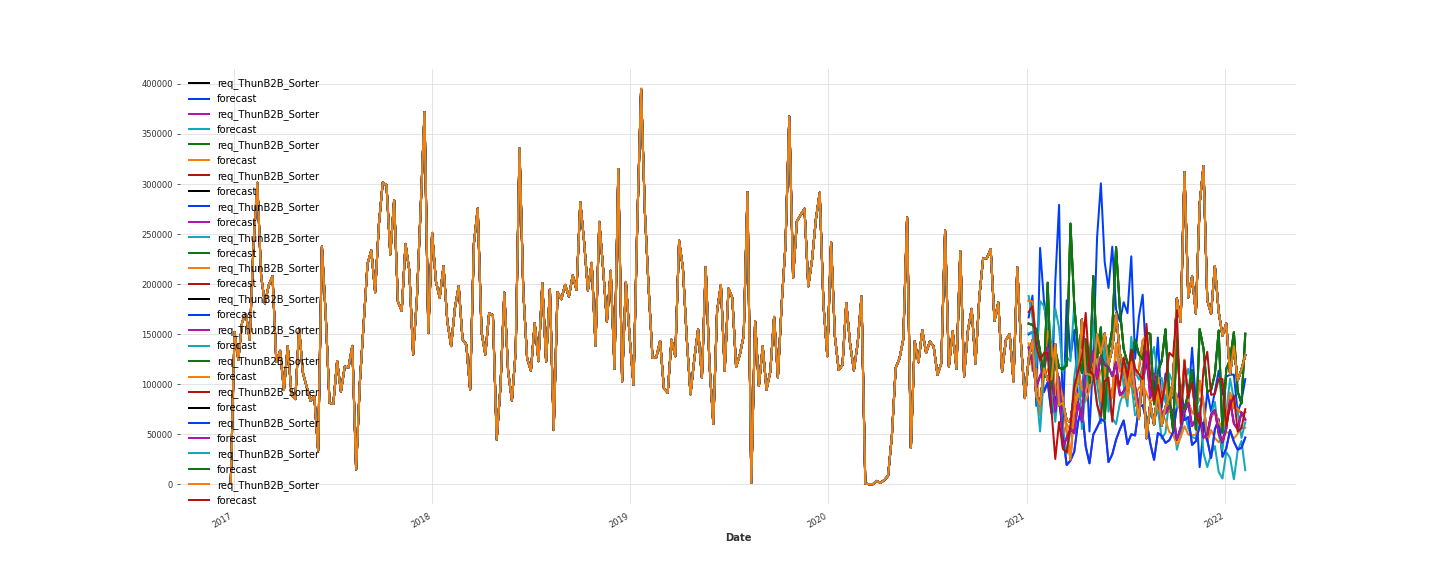 400000
350000
300000
250000
200000
150000
100000
50000
0
req_ThunB2B_Sorter
forecast
req_ThunB2B_Sorter
forecast
req_ThunB2B_Sorter
forecast
req_ThunB2B_Sorter
forecast
req_ThunB2B_Sorter
forecast
req_ThunB2B_Sorter
forecast
req_ThunB2B_Sorter
forecast
req_ThunB2B_Sorter
forecast
req_ThunB2B_Sorter
forecast
req_ThunB2B_Sorter
forecast
req_ThunB2B_Sorter
forecast
req_ThunB2B_Sorter
forecast
req_ThunB2B_Sorter
forecast
req_ThunB2B_Sorter
forecast
2017 2018 2019 2020 2021 2022
Date